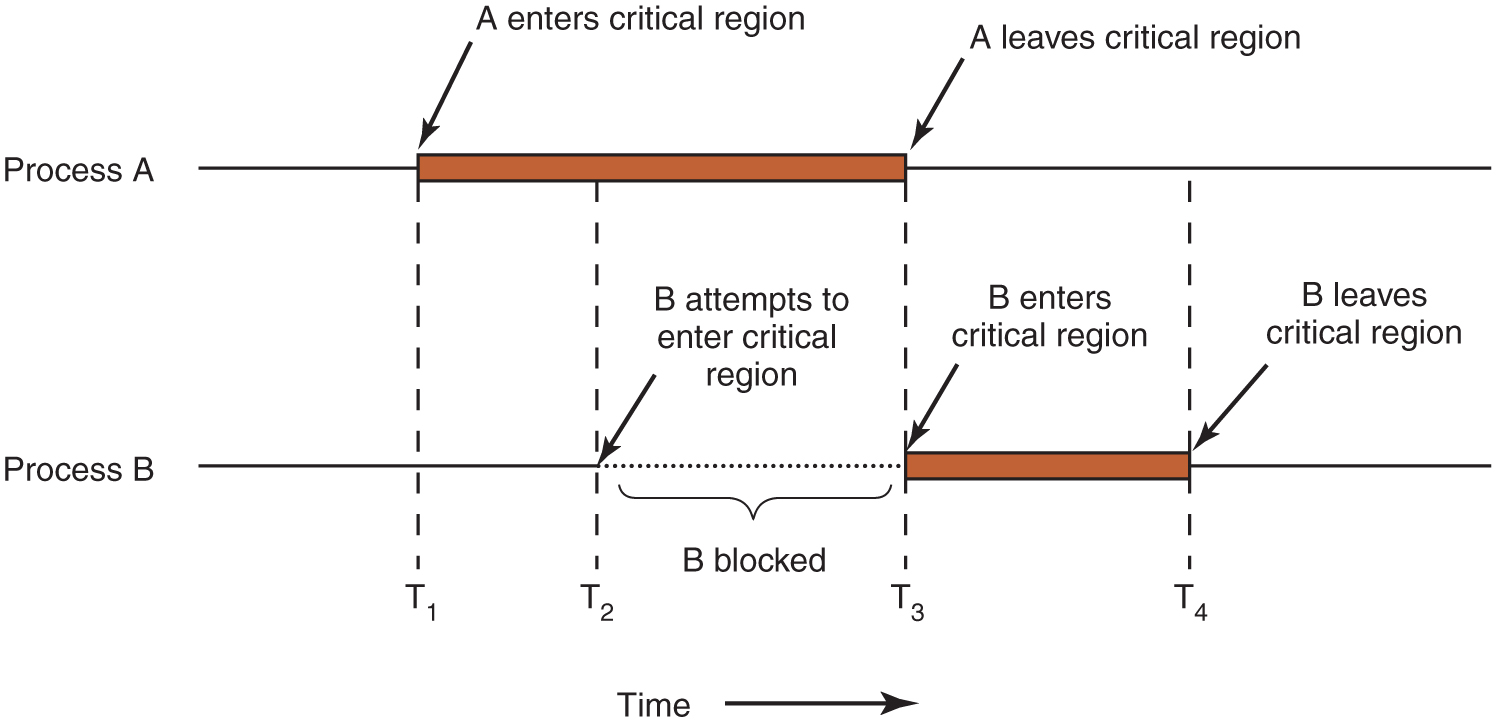 A enters critical region
A leaves critical region
Process A
B attempts to
enter critical
region
B enters
critical region
B leaves
critical region
Process B
B blocked
T1
T2
T3
T4
Time